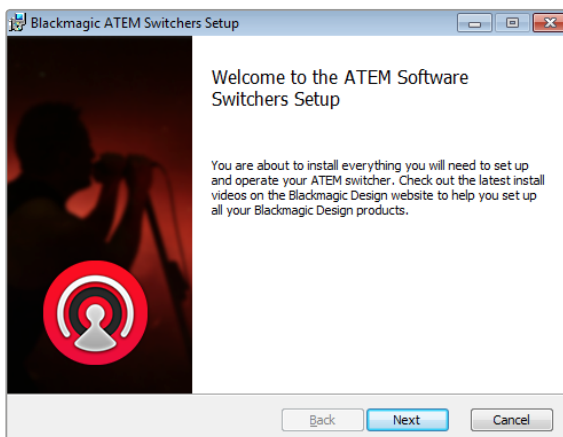 Blackmagic ATEM Switchers Setup
Welcome to the ATEM Software
Switchers Setup
You are about to install everything you will need to set up
and operate your ATEM switcher. Check out the latest install
videos on the Blackmagic Design website to help you set up
all your Blackmagic Design products.
Back Next Cancel